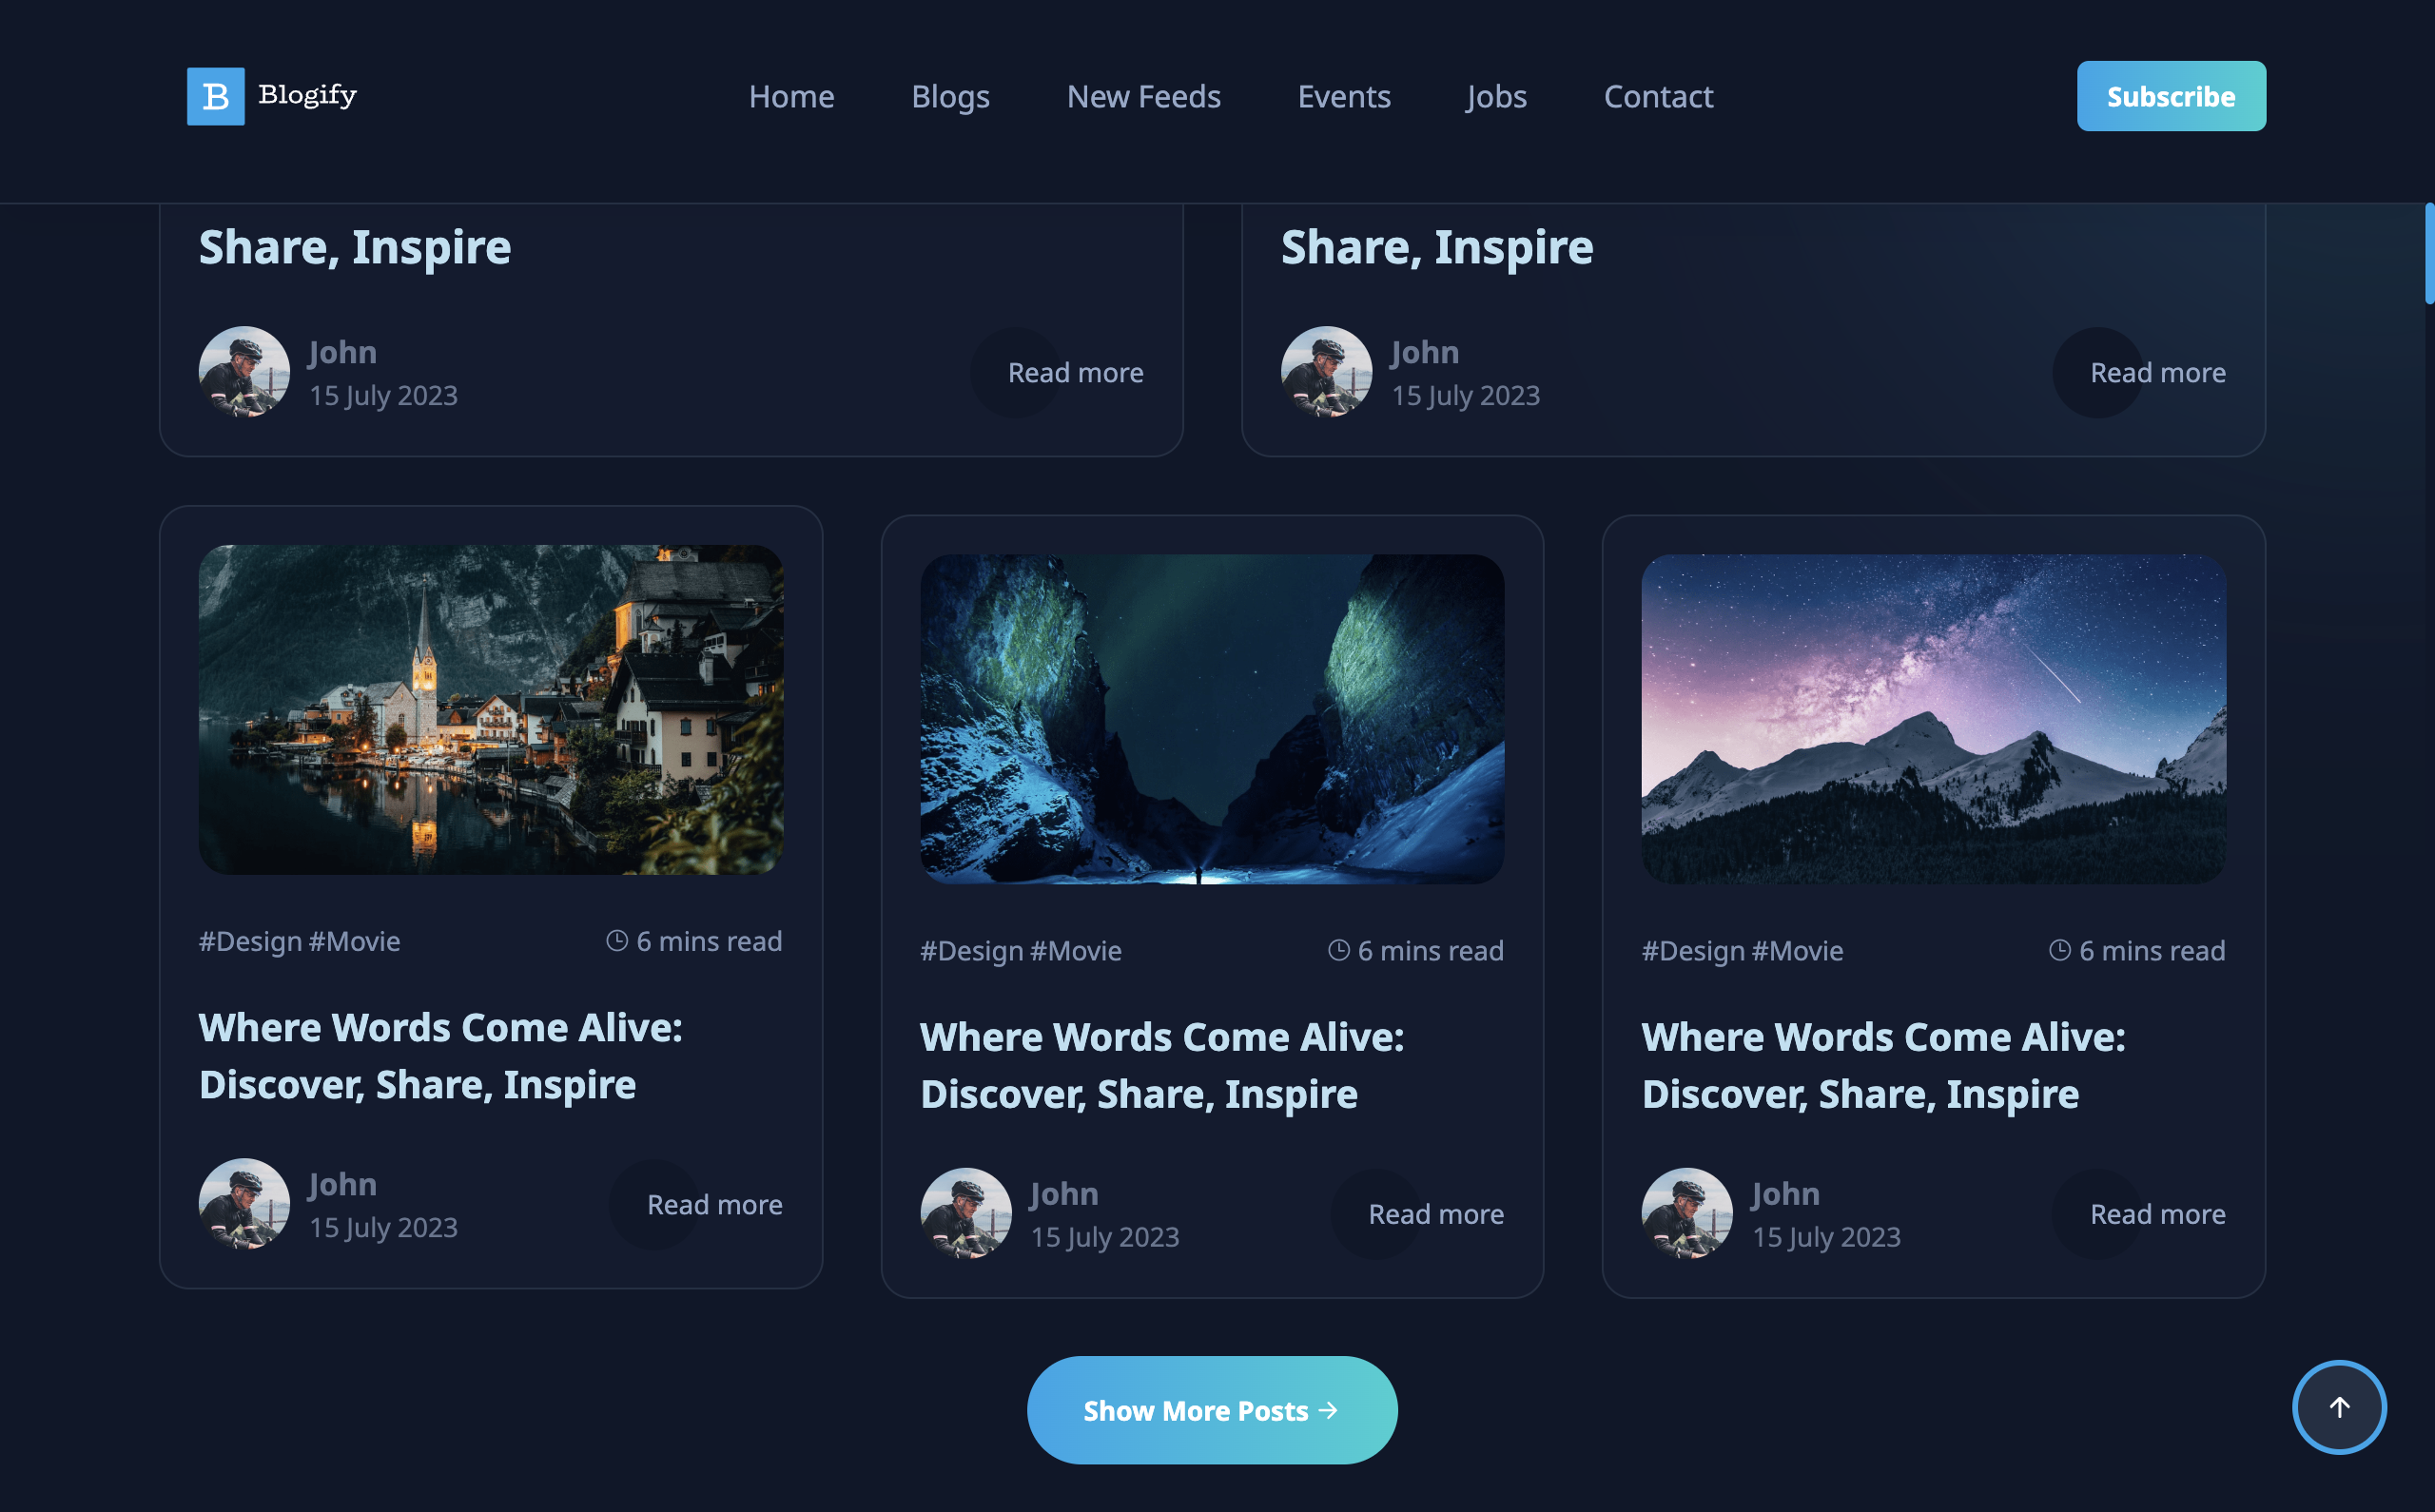 B Blogify
Home Blogs New Feeds Events Jobs Contact
Subscribe
Share, Inspire
John
15 July 2023
Read more
Share, Inspire
John
15 July 2023
Read more
#Design #Movie 6 mins read
Where Words Come Alive:
Discover, Share, Inspire
John
15 July 2023
Read more
#Design #Movie 6 mins read
Where Words Come Alive:
Discover, Share, Inspire
John
15 July 2023
Read more
#Design #Movie 6 mins read
Where Words Come Alive:
Discover, Share, Inspire
John
15 July 2023
Read more
Show More Posts →